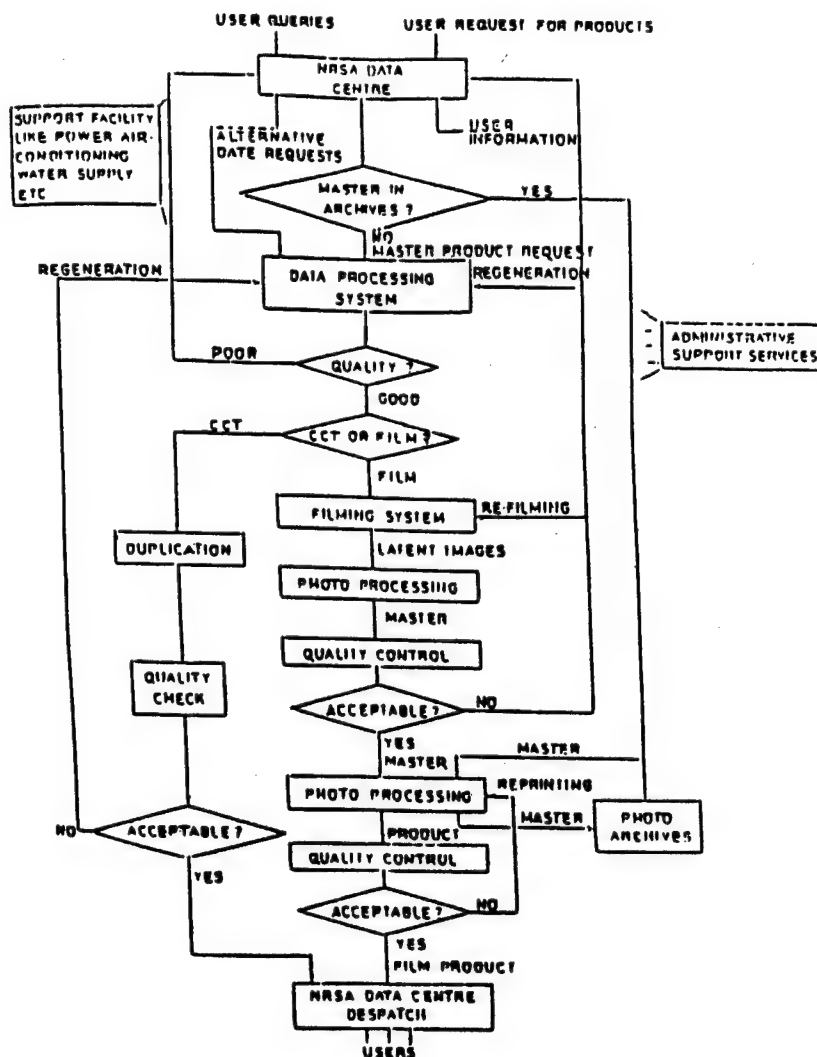 USER QUERIES
USER REQUEST FOR PRODUCTS
NRSA DATA
CENTRE
SUPPORT FACILITY
LIKE POWER AIR-
CONDITIONING
WATER SUPPLY
ETC
ALTERNATIVE
DATE REQUESTS
USER
INFORMATION
MASTER IN
ARCHIVES ?
YES
NO
MASTER PRODUCT REQUEST
REGENERATION
REGENERATION
DATA PROCESSING
SYSTEM
ADMINISTRATIVE
SUPPORT SERVICES
POOR
QUALITY ?
GOOD
CCT
CCT OR FILM ?
FILM
FILMING SYSTEM
RE-FILMING
DUPLICATION
LATENT IMAGES
PHOTO PROCESSING
MASTER
QUALITY CONTROL
QUALITY
CHECK
ACCEPTABLE ?
NO
YES
MASTER
MASTER
REPRINTING
PHOTO PROCESSING
MASTER
PHOTO
ARCHIVES
NO
ACCEPTABLE ?
PRODUCT
QUALITY CONTROL
YES
ACCEPTABLE ?
NO
YES
FILM PRODUCT
NRSA DATA CENTRE
DESPATCH
USERS